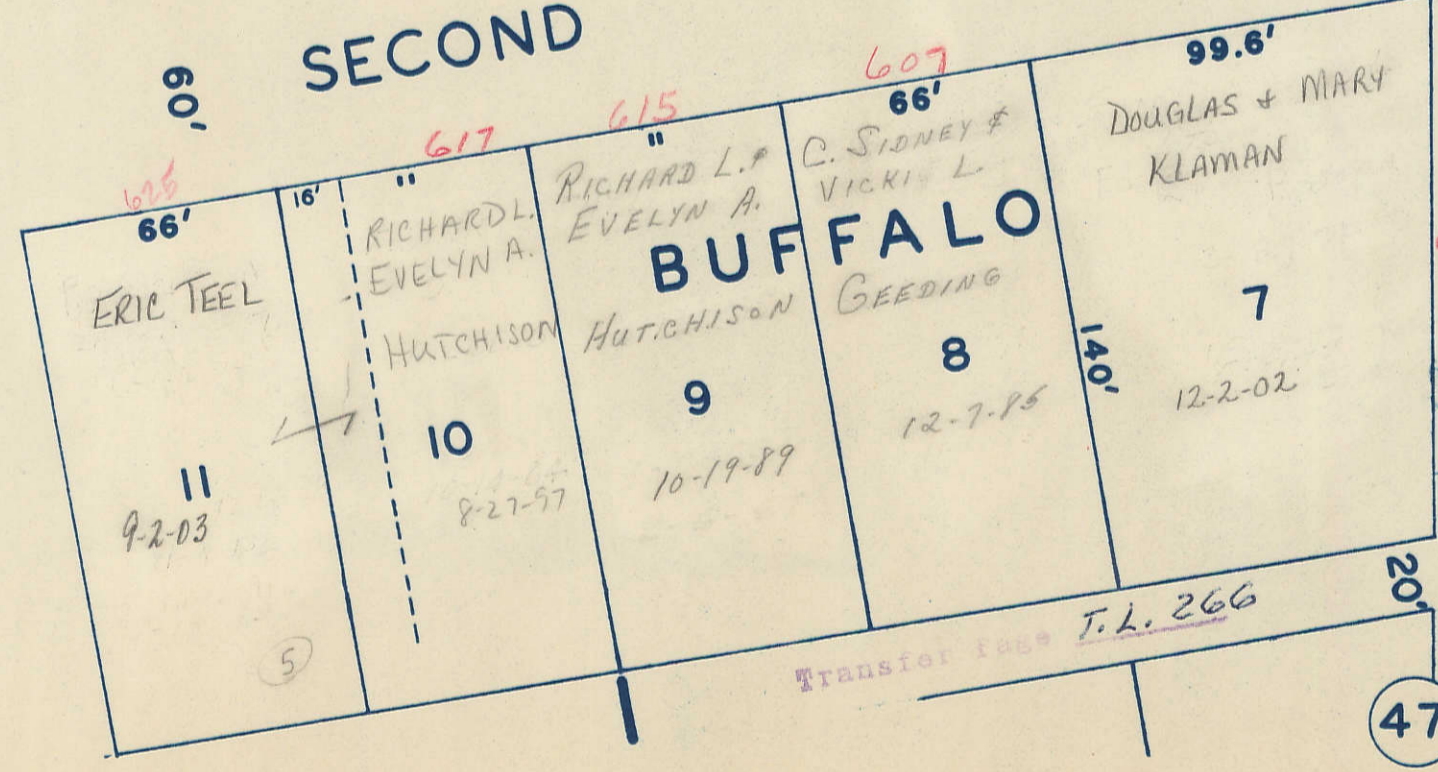 60'
SECOND
66'
ERIC TEEL
11
9-2-03
5
16'
617
"
RICHARD L.
EVELYN A.
HUTCHISON
10
8-27-97
615
"
RICHARD L. &
EVELYN A.
HUTCHISON
9
10-19-89
BUFFALO
607
66'
C. SIDNEY &
VICKI L.
GEEDING
8
12-7-85
99.6'
DOUGLAS & MARY
KLAMAN
7
140'
12-2-02
20'
Transfer Page T.L. 266
47